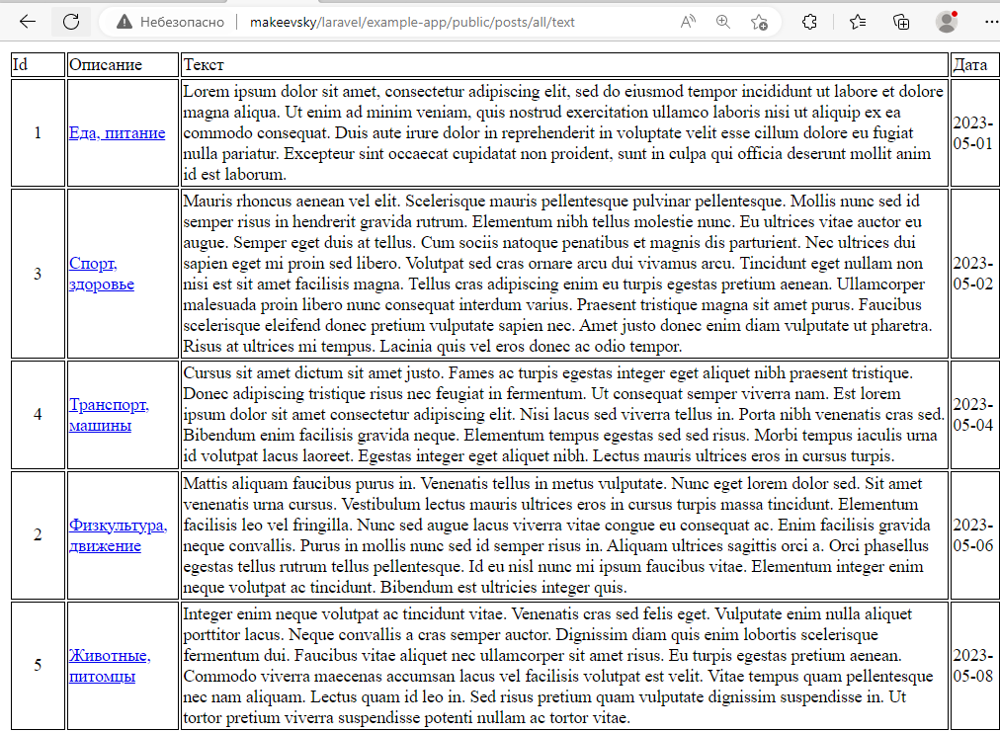 Небезопасно makeevsky/laravel/example-app/public/posts/all/text
Id Описание Текст Дата
1
Еда, питание
Lorem ipsum dolor sit amet, consectetur adipiscing elit, sed do eiusmod tempor incididunt ut labore et dolore
magna aliqua. Ut enim ad minim veniam, quis nostrud exercitation ullamco laboris nisi ut aliquip ex ea
commodo consequat. Duis aute irure dolor in reprehenderit in voluptate velit esse cillum dolore eu fugiat
nulla pariatur. Excepteur sint occaecat cupidatat non proident, sunt in culpa qui officia deserunt mollit anim
id est laborum.
2023-
05-01
3
Спорт,
здоровье
Mauris rhoncus aenean vel elit. Scelerisque mauris pellentesque pulvinar pellentesque. Mollis nunc sed id
semper risus in hendrerit gravida rutrum. Elementum nibh tellus molestie nunc. Eu ultrices vitae auctor eu
augue. Semper eget duis at tellus. Cum sociis natoque penatibus et magnis dis parturient. Nec ultrices dui
sapien eget mi proin sed libero. Volutpat sed cras ornare arcu dui vivamus arcu. Tincidunt eget nullam non
nisi est sit amet facilisis magna. Tellus cras adipiscing enim eu turpis egestas pretium aenean. Ullamcorper
malesuada proin libero nunc consequat interdum varius. Praesent tristique magna sit amet purus. Faucibus
scelerisque eleifend donec pretium vulputate sapien nec. Amet justo donec enim diam vulputate ut pharetra.
Risus at ultrices mi tempus. Lacinia quis vel eros donec ac odio tempor.
2023-
05-02
4
Транспорт,
машины
Cursus sit amet dictum sit amet justo. Fames ac turpis egestas integer eget aliquet nibh praesent tristique.
Donec adipiscing tristique risus nec feugiat in fermentum. Ut consequat semper viverra nam. Est lorem
ipsum dolor sit amet consectetur adipiscing elit. Nisi lacus sed viverra tellus in. Porta nibh venenatis cras sed.
Bibendum enim facilisis gravida neque. Elementum tempus egestas sed sed risus. Morbi tempus iaculis urna
id volutpat lacus laoreet. Egestas integer eget aliquet nibh. Lectus mauris ultrices eros in cursus turpis.
2023-
05-04
2
Физкультура,
движение
Mattis aliquam faucibus purus in. Venenatis tellus in metus vulputate. Nunc eget lorem dolor sed. Sit amet
venenatis urna cursus. Vestibulum lectus mauris ultrices eros in cursus turpis massa tincidunt. Elementum
facilisis leo vel fringilla. Nunc sed augue lacus viverra vitae congue eu consequat ac. Enim facilisis gravida
neque convallis. Purus in mollis nunc sed id semper risus in. Aliquam ultrices sagittis orci a. Orci phasellus
egestas tellus rutrum tellus pellentesque. Id eu nisl nunc mi ipsum faucibus vitae. Elementum integer enim
neque volutpat ac tincidunt. Bibendum est ultricies integer quis.
2023-
05-06
5
Животные,
питомцы
Integer enim neque volutpat ac tincidunt vitae. Venenatis cras sed felis eget. Vulputate enim nulla aliquet
porttitor lacus. Neque convallis a cras semper auctor. Dignissim diam quis enim lobortis scelerisque
fermentum dui. Faucibus vitae aliquet nec ullamcorper sit amet risus. Eu turpis egestas pretium aenean.
Commodo viverra maecenas accumsan lacus vel facilisis volutpat est velit. Vitae tempus quam pellentesque
nec nam aliquam. Lectus quam id leo in. Sed risus pretium quam vulputate dignissim suspendisse in. Ut
tortor pretium viverra suspendisse potenti nullam ac tortor vitae.
2023-
05-08